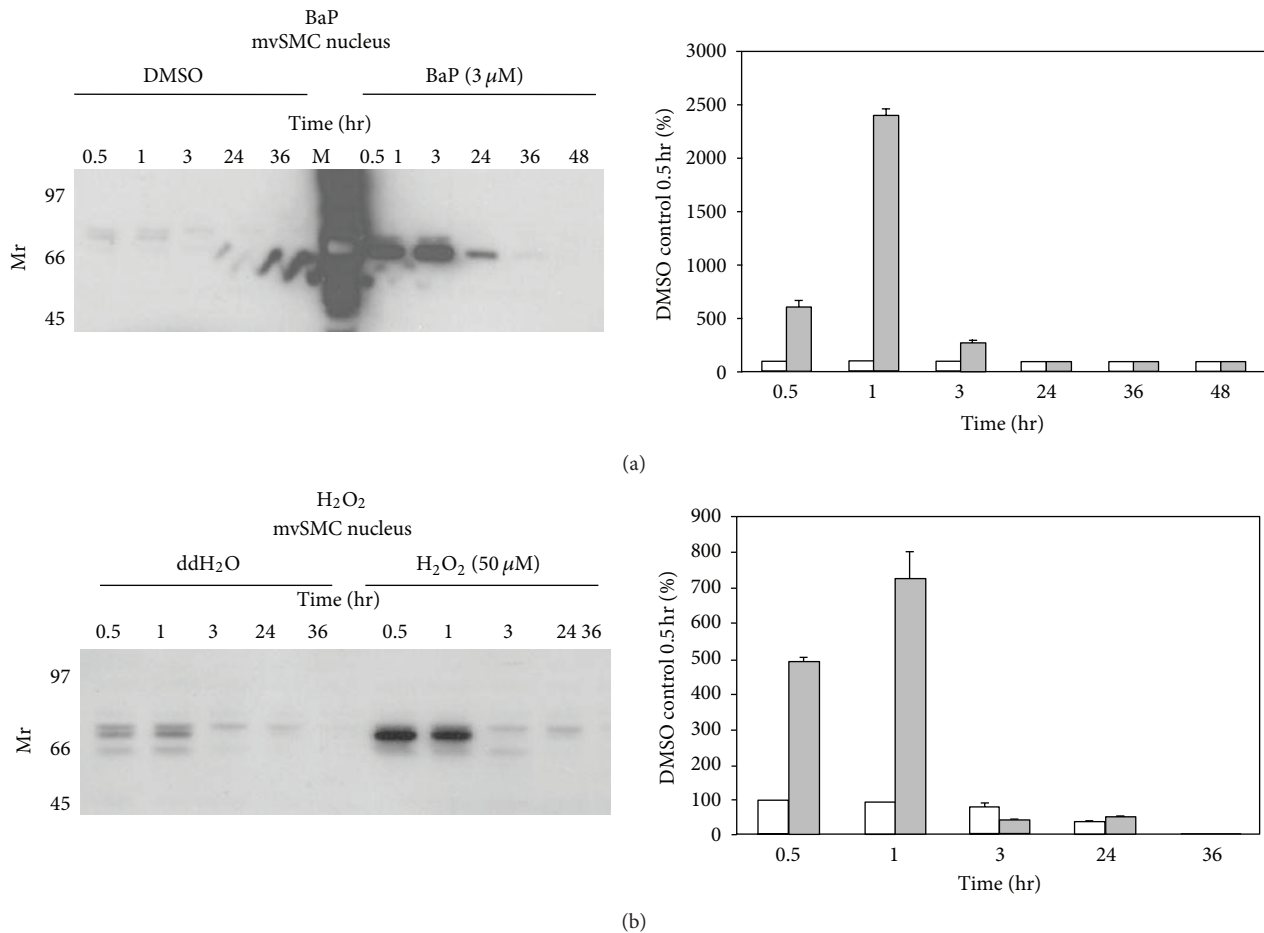 BaP
mvSMC nucleus
DMSO
BaP (3 μM)
Time (hr)
0.5 1 3 24 36 M 0.5 1 3 24 36 48
97
66
45
Mr
3000
2500
2000
1500
1000
500
0
DMSO control 0.5 hr (%)
0.5 1 3 24 36 48
Time (hr)
(a)
H2O2
mvSMC nucleus
ddH2O
H2O2 (50 μM)
Time (hr)
0.5 1 3 24 36 0.5 1 3 24 36
97
66
45
Mr
900
800
700
600
500
400
300
200
100
0
DMSO control 0.5 hr (%)
0.5 1 3 24 36
Time (hr)
(b)